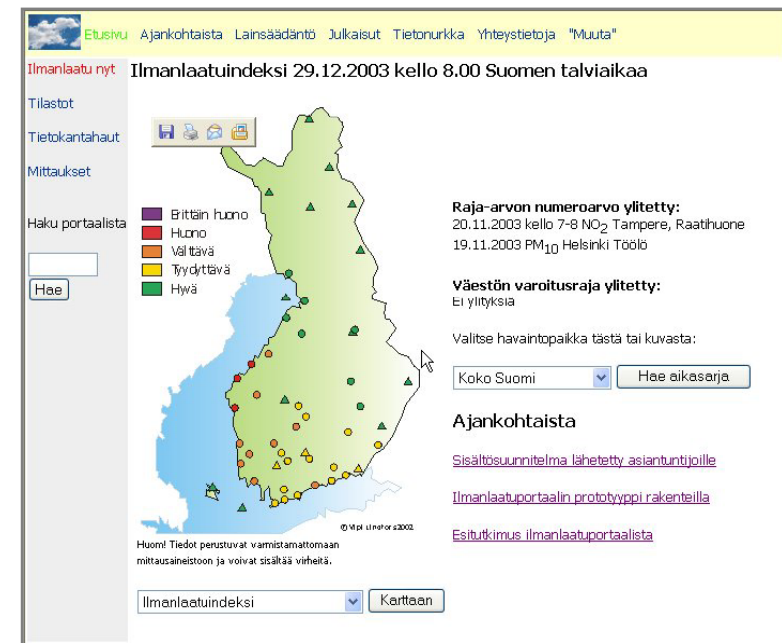 Etusivu Ajankohtaista Lainsäädäntö Julkaisut Tietonurkka Yhteystietoja "Muuta"
Ilmanlaatu nyt
Tilastot
Tietokantahaut
Mittaukset
Haku portaalista
Hae
Ilmanlaatuindeksi 29.12.2003 kello 8.00 Suomen talviaikaa
Erittäin huono
Huono
Välttävä
Tyydyttävä
Hyvä
Huom! Tiedot perustuvat varmistamattomaan
mittausaineistoon ja voivat sisältää virheitä.
Ilmanlaatuindeksi Karttaan
Raja-arvon numeroarvo ylitetty:
20.11.2003 kello 7-8 NO2 Tampere, Raatihuone
19.11.2003 PM10 Helsinki Töölö
Väestön varoitusraja ylitetty:
Ei ylityksiä
Valitse havaintopaikka tästä tai kuvasta:
Koko Suomi Hae aikasarja
Ajankohtaista
Sisältösuunnitelma lähetetty asiantuntijoille
Ilmanlaatuportaalin prototyyppi rakenteilla
Esitutkimus ilmanlaatuportaalista